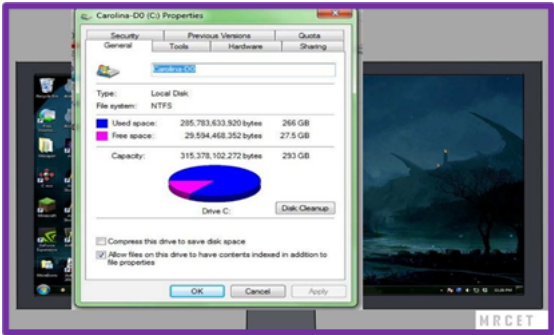 Carolina-D0 (C:) Properties
Security Previous Versions Quota
General Tools Hardware Sharing
Carolina-D0
Type: Local Disk
File system: NTFS
Used space: 285,783,633,920 bytes 266 GB
Free space: 29,594,468,352 bytes 27.5 GB
Capacity: 315,378,102,272 bytes 293 GB
Drive C:
Disk Cleanup
Compress this drive to save disk space
Allow files on this drive to have contents indexed in addition to
file properties
OK Cancel Apply
MRCET